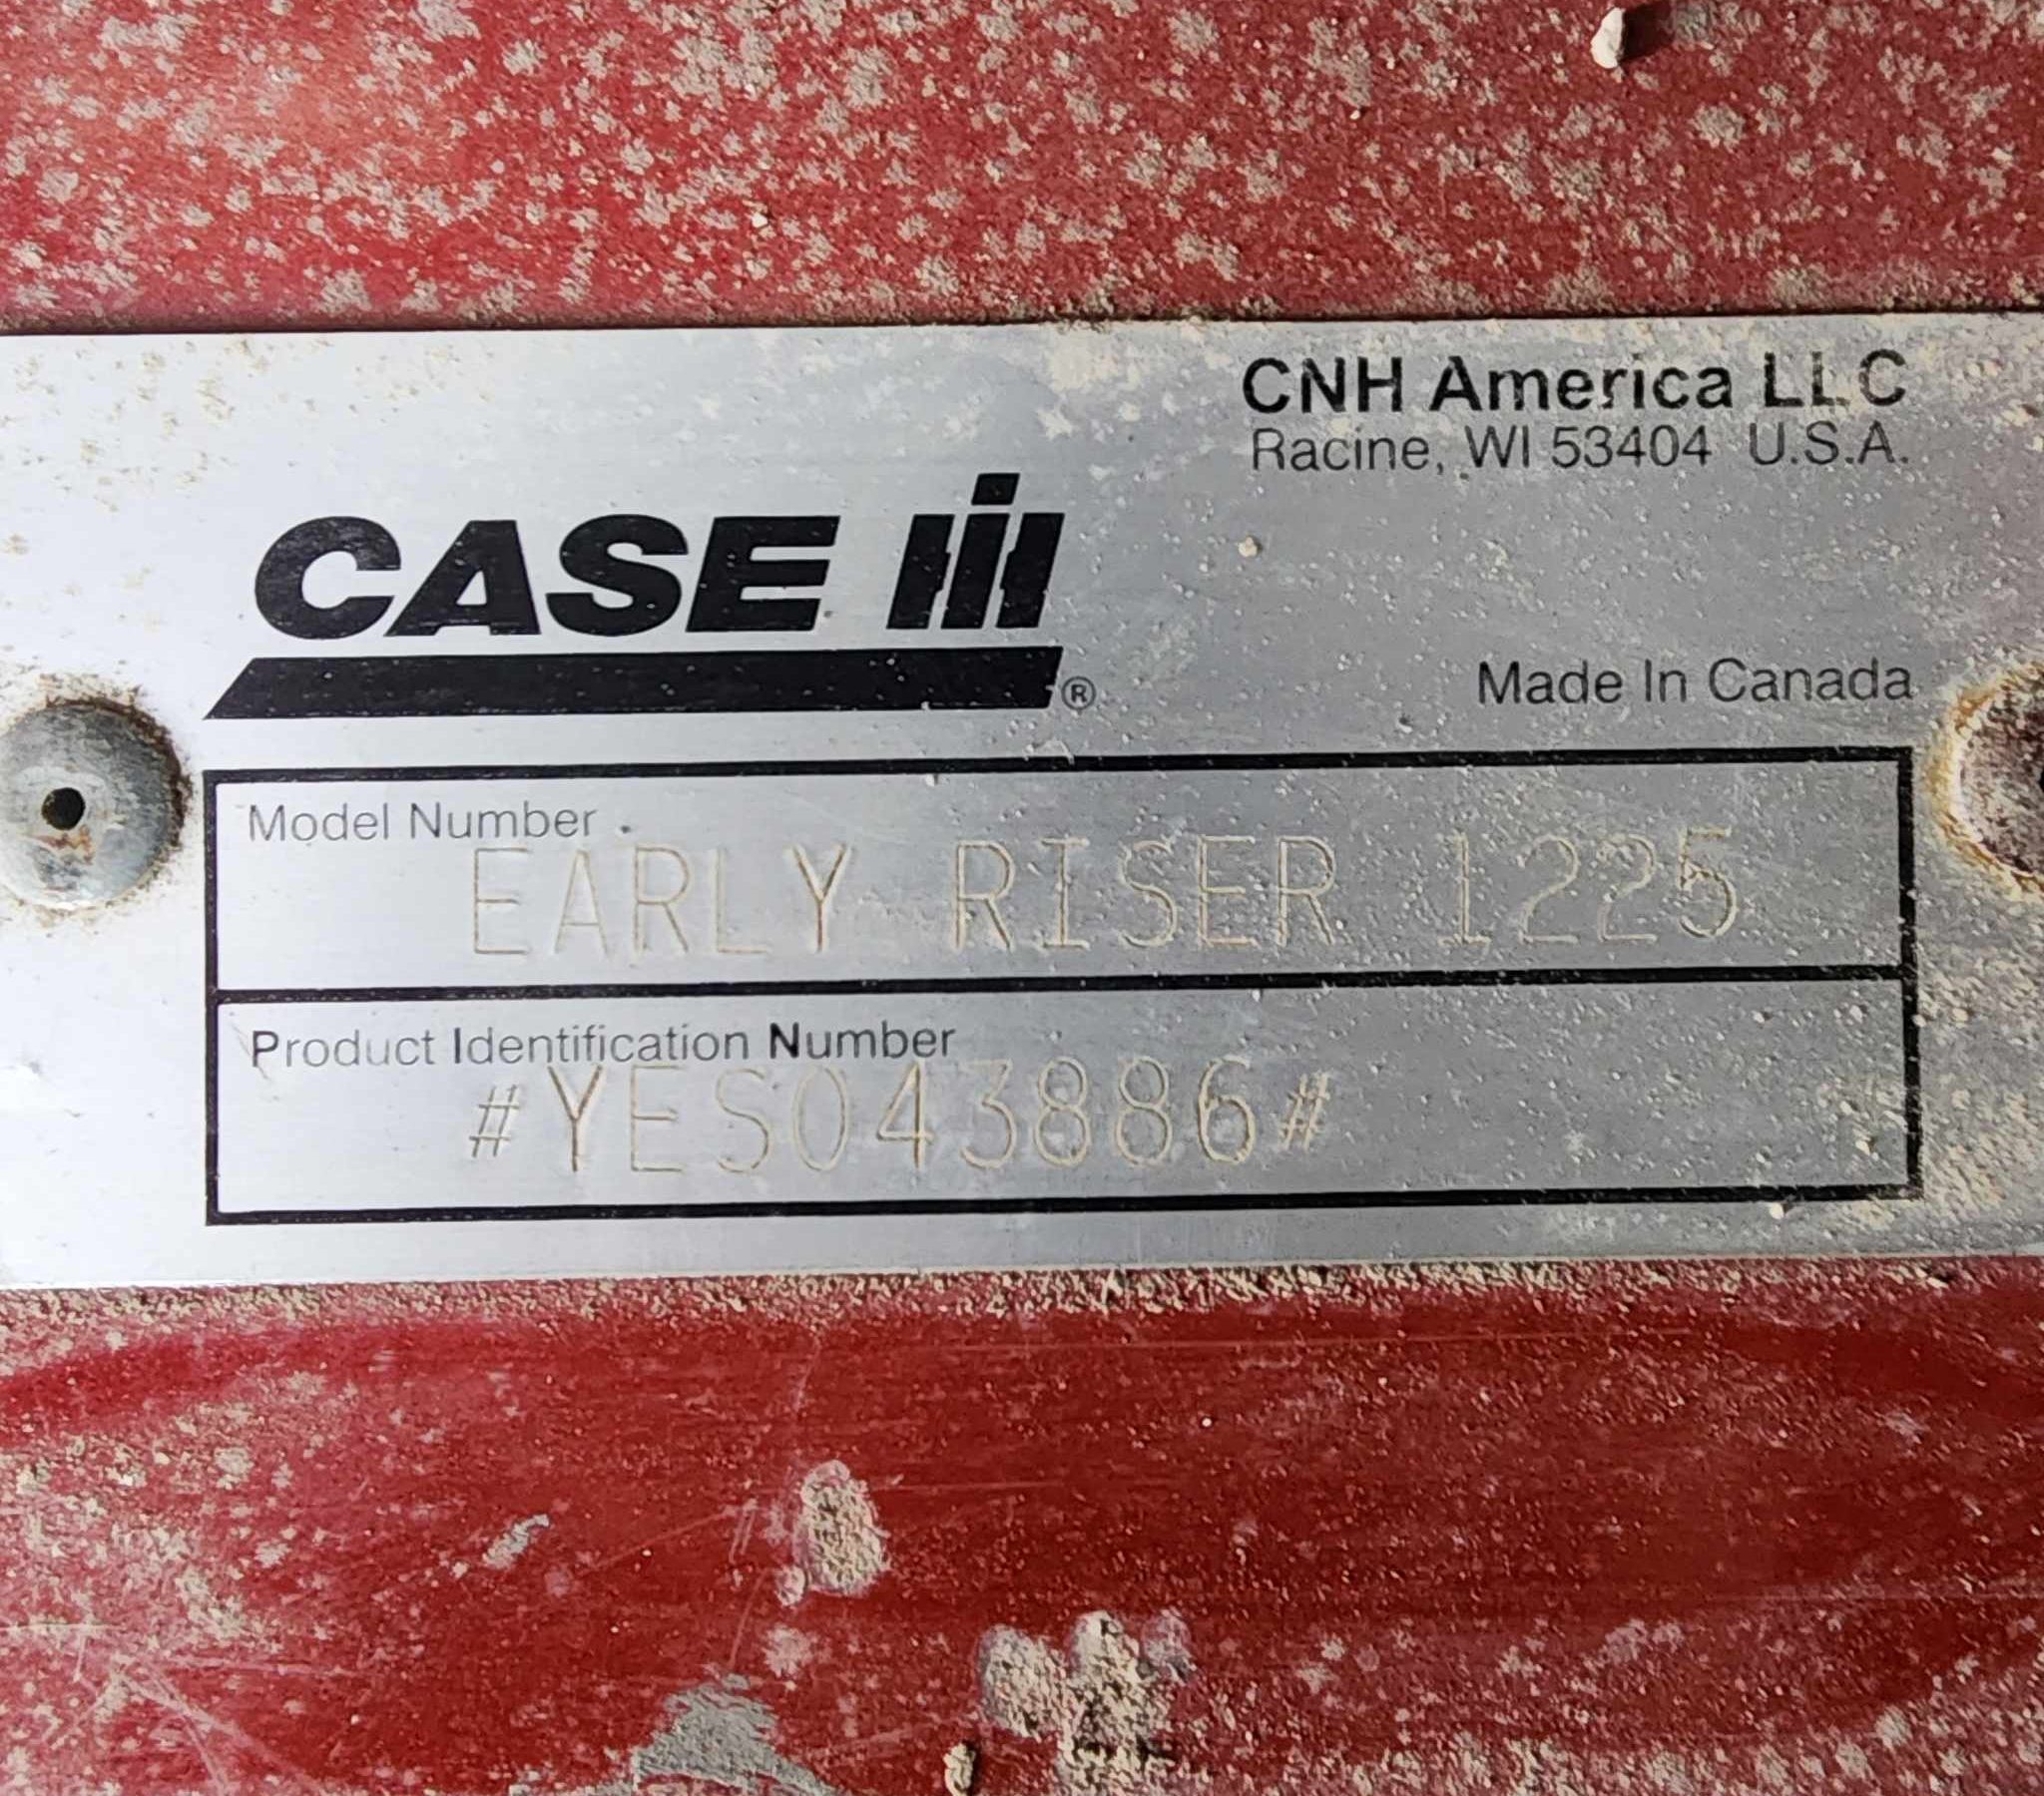 CNH America LLC
Racine, WI 53404 U.S.A.
CASE IH
®
Made In Canada
Model Number
EARLY RISER 1225
Product Identification Number
#YES043886#